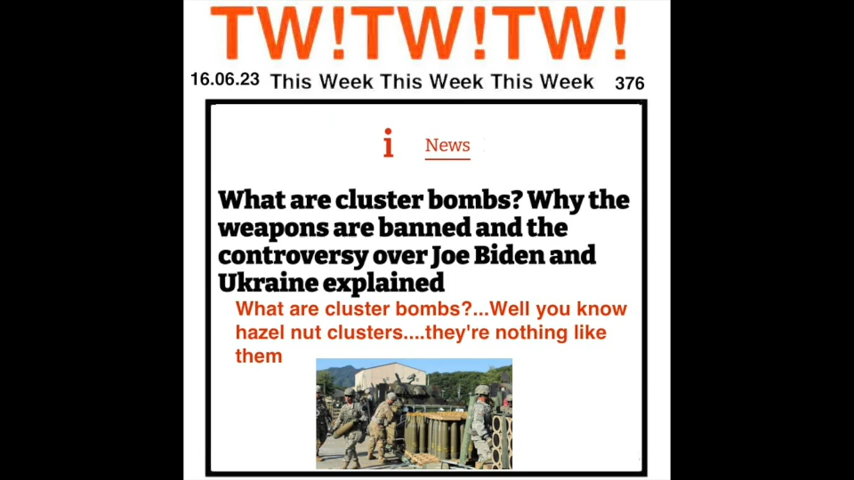 TW!TW!TW!
16.06.23 This Week This Week This Week 376
i News
What are cluster bombs? Why the
weapons are banned and the
controversy over Joe Biden and
Ukraine explained
What are cluster bombs?...Well you know
hazel nut clusters....they're nothing like
them